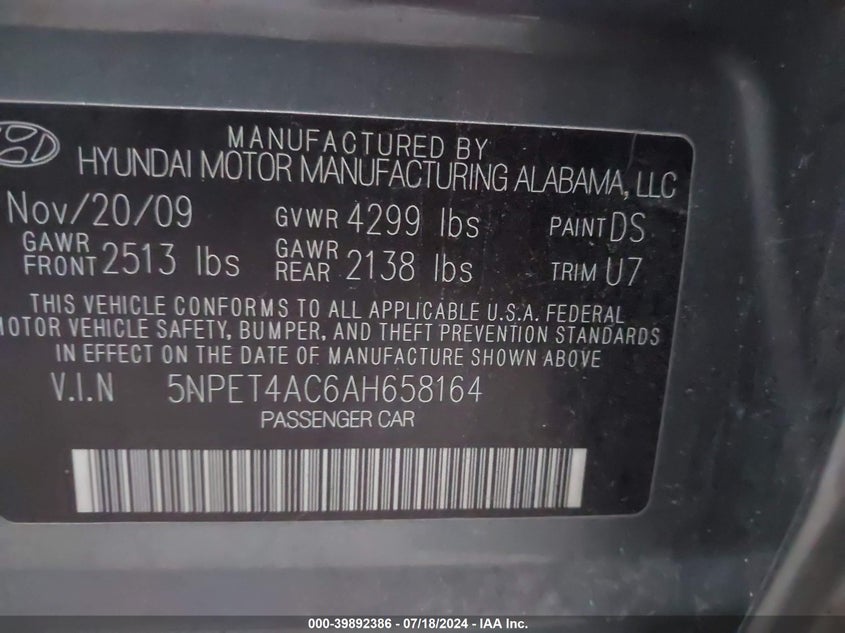 MANUFACTURED BY
HYUNDAI MOTOR MANUFACTURING ALABAMA, LLC
Nov/20/09 GVWR 4299 lbs PAINT DS
GAWR FRONT 2513 lbs GAWR REAR 2138 lbs TRIM U7
THIS VEHICLE CONFORMS TO ALL APPLICABLE U.S.A. FEDERAL
MOTOR VEHICLE SAFETY, BUMPER, AND THEFT PREVENTION STANDARDS
IN EFFECT ON THE DATE OF MANUFACTURE SHOWN ABOVE
V.I.N 5NPET4AC6AH658164
PASSENGER CAR
000-39892386 - 07/18/2024 - IAA Inc.